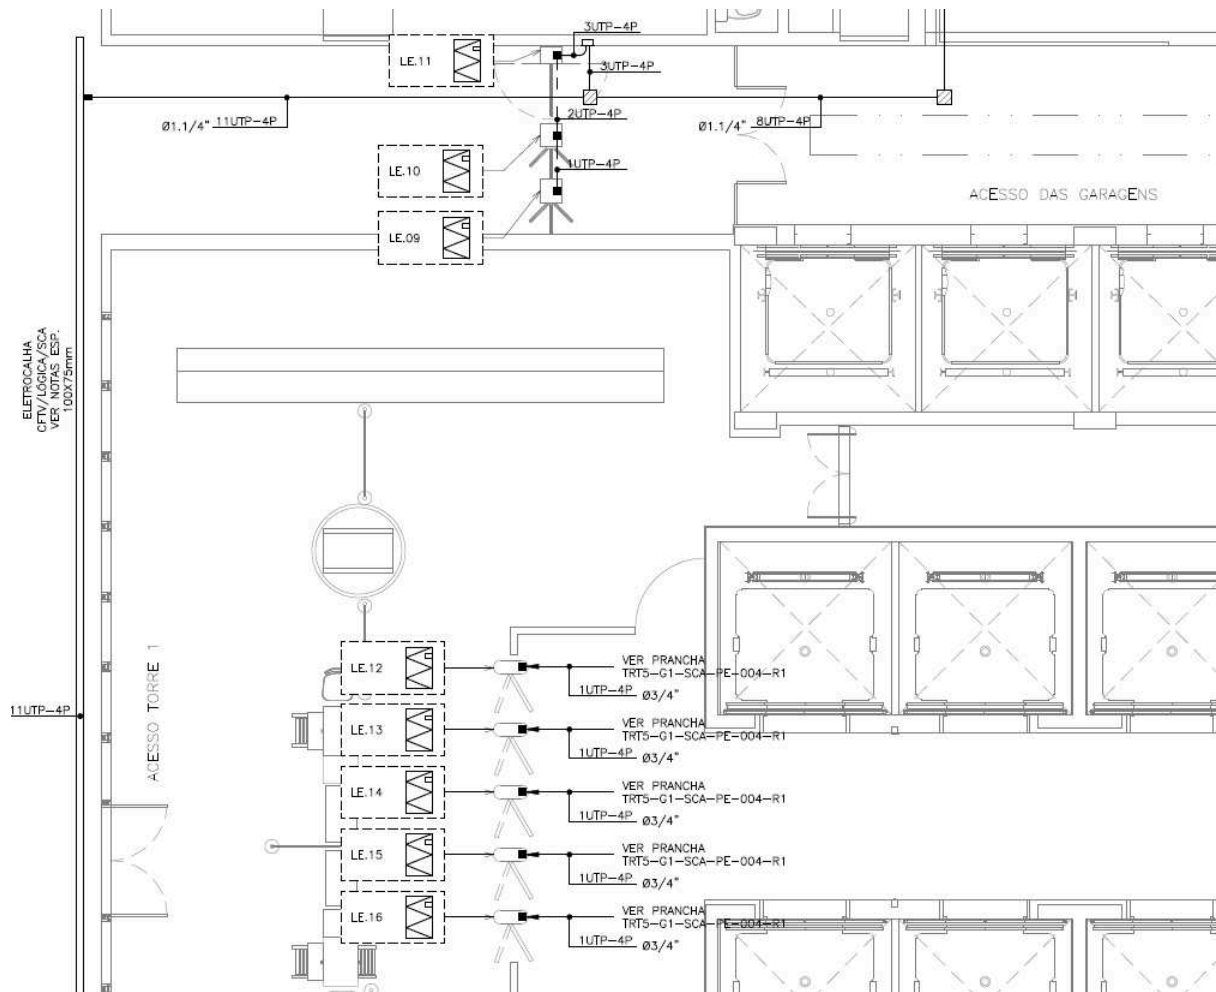 3UTP-4P
LE.11
3UTP-4P
Ø1.1/4" 11UTP-4P
2UTP-4P
Ø1.1/4" 8UTP-4P
LE.10
1UTP-4P
ACESSO DAS GARAGENS
LE.09
ELETROCALHA
CFTV/LÓGICA/SCA
VER NOTAS ESP.
100X75mm
ACESSO TORRE 1
11UTP-4P
LE.12
VER PRANCHA
TRT5-G1-SCA-PE-004-R1
1UTP-4P Ø3/4"
LE.13
VER PRANCHA
TRT5-G1-SCA-PE-004-R1
1UTP-4P Ø3/4"
LE.14
VER PRANCHA
TRT5-G1-SCA-PE-004-R1
1UTP-4P Ø3/4"
LE.15
VER PRANCHA
TRT5-G1-SCA-PE-004-R1
1UTP-4P Ø3/4"
LE.16
VER PRANCHA
TRT5-G1-SCA-PE-004-R1
1UTP-4P Ø3/4"